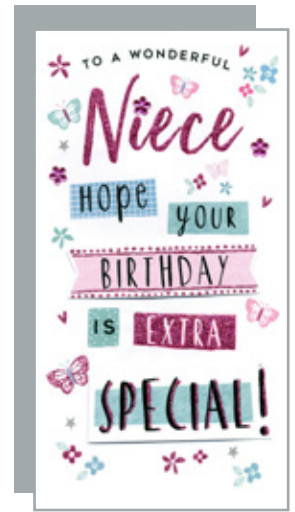 TO A WONDERFUL
Niece
HOPE
YOUR
BIRTHDAY
IS EXTRA
SPECIAL!